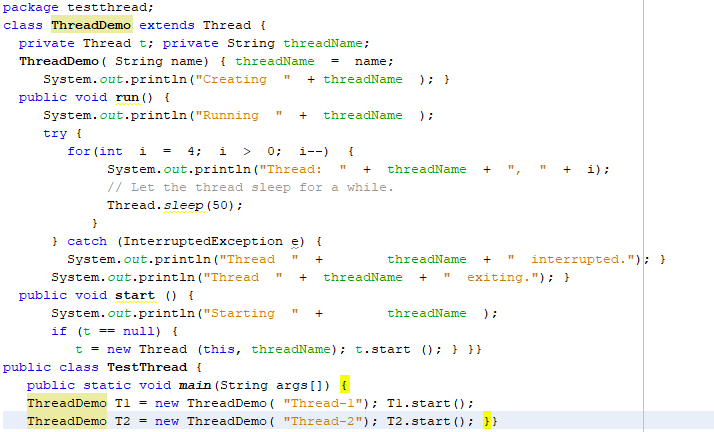 package testthread;
class ThreadDemo extends Thread {
private Thread t; private String threadName;
ThreadDemo( String name) { threadName = name;
System.out.println("Creating " + threadName ); }
public void run() {
System.out.println("Running " + threadName );
try {
for(int i = 4; i > 0; i--) {
System.out.println("Thread: " + threadName + ", " + i);
// Let the thread sleep for a while.
Thread.sleep(50);
}
} catch (InterruptedException e) {
System.out.println("Thread " + threadName + " interrupted."); }
System.out.println("Thread " + threadName + " exiting."); }
public void start () {
System.out.println("Starting " + threadName );
if (t == null) {
t = new Thread (this, threadName); t.start (); } }}
public class TestThread {
public static void main(String args[]) {
ThreadDemo T1 = new ThreadDemo( "Thread-1"); T1.start();
ThreadDemo T2 = new ThreadDemo( "Thread-2"); T2.start(); }}